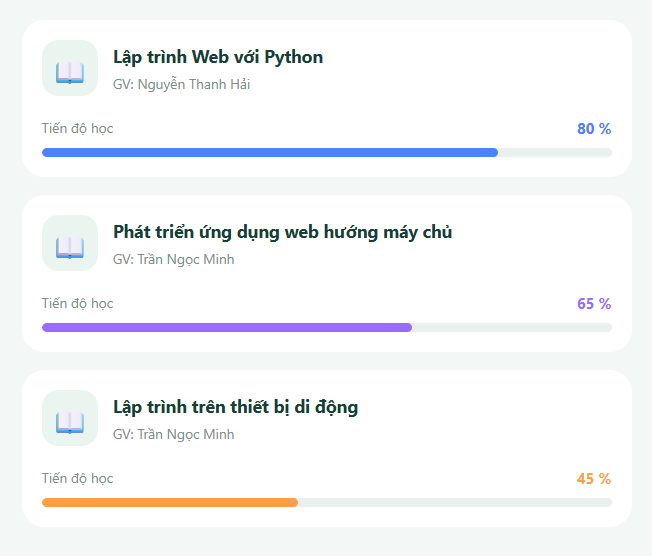 Lập trình Web với Python
GV: Nguyễn Thanh Hải
Tiến độ học 80 %
Phát triển ứng dụng web hướng máy chủ
GV: Trần Ngọc Minh
Tiến độ học 65 %
Lập trình trên thiết bị di động
GV: Trần Ngọc Minh
Tiến độ học 45 %